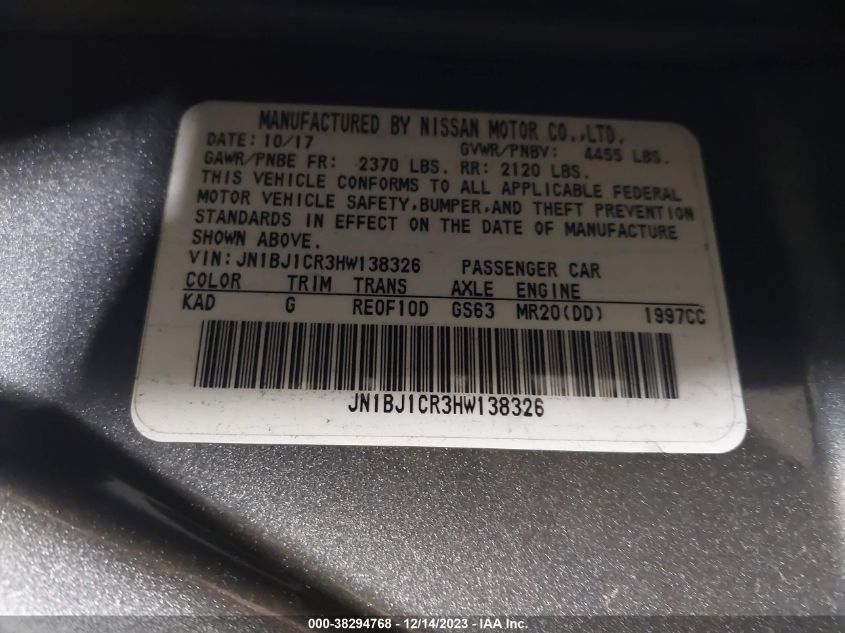 MANUFACTURED BY NISSAN MOTOR CO.,LTD.
DATE: 10/17 GVWR/PNBV: 4455 LBS.
GAWR/PNBE FR: 2370 LBS. RR: 2120 LBS.
THIS VEHICLE CONFORMS TO ALL APPLICABLE FEDERAL
MOTOR VEHICLE SAFETY,BUMPER,AND THEFT PREVENTION
STANDARDS IN EFFECT ON THE DATE OF MANUFACTURE
SHOWN ABOVE.
VIN: JN1BJ1CR3HW138326 PASSENGER CAR
COLOR TRIM TRANS AXLE ENGINE
KAD G RE0F10D GS63 MR20(DD) 1997CC
JN1BJ1CR3HW138326
000-38294768 - 12/14/2023 - IAA Inc.